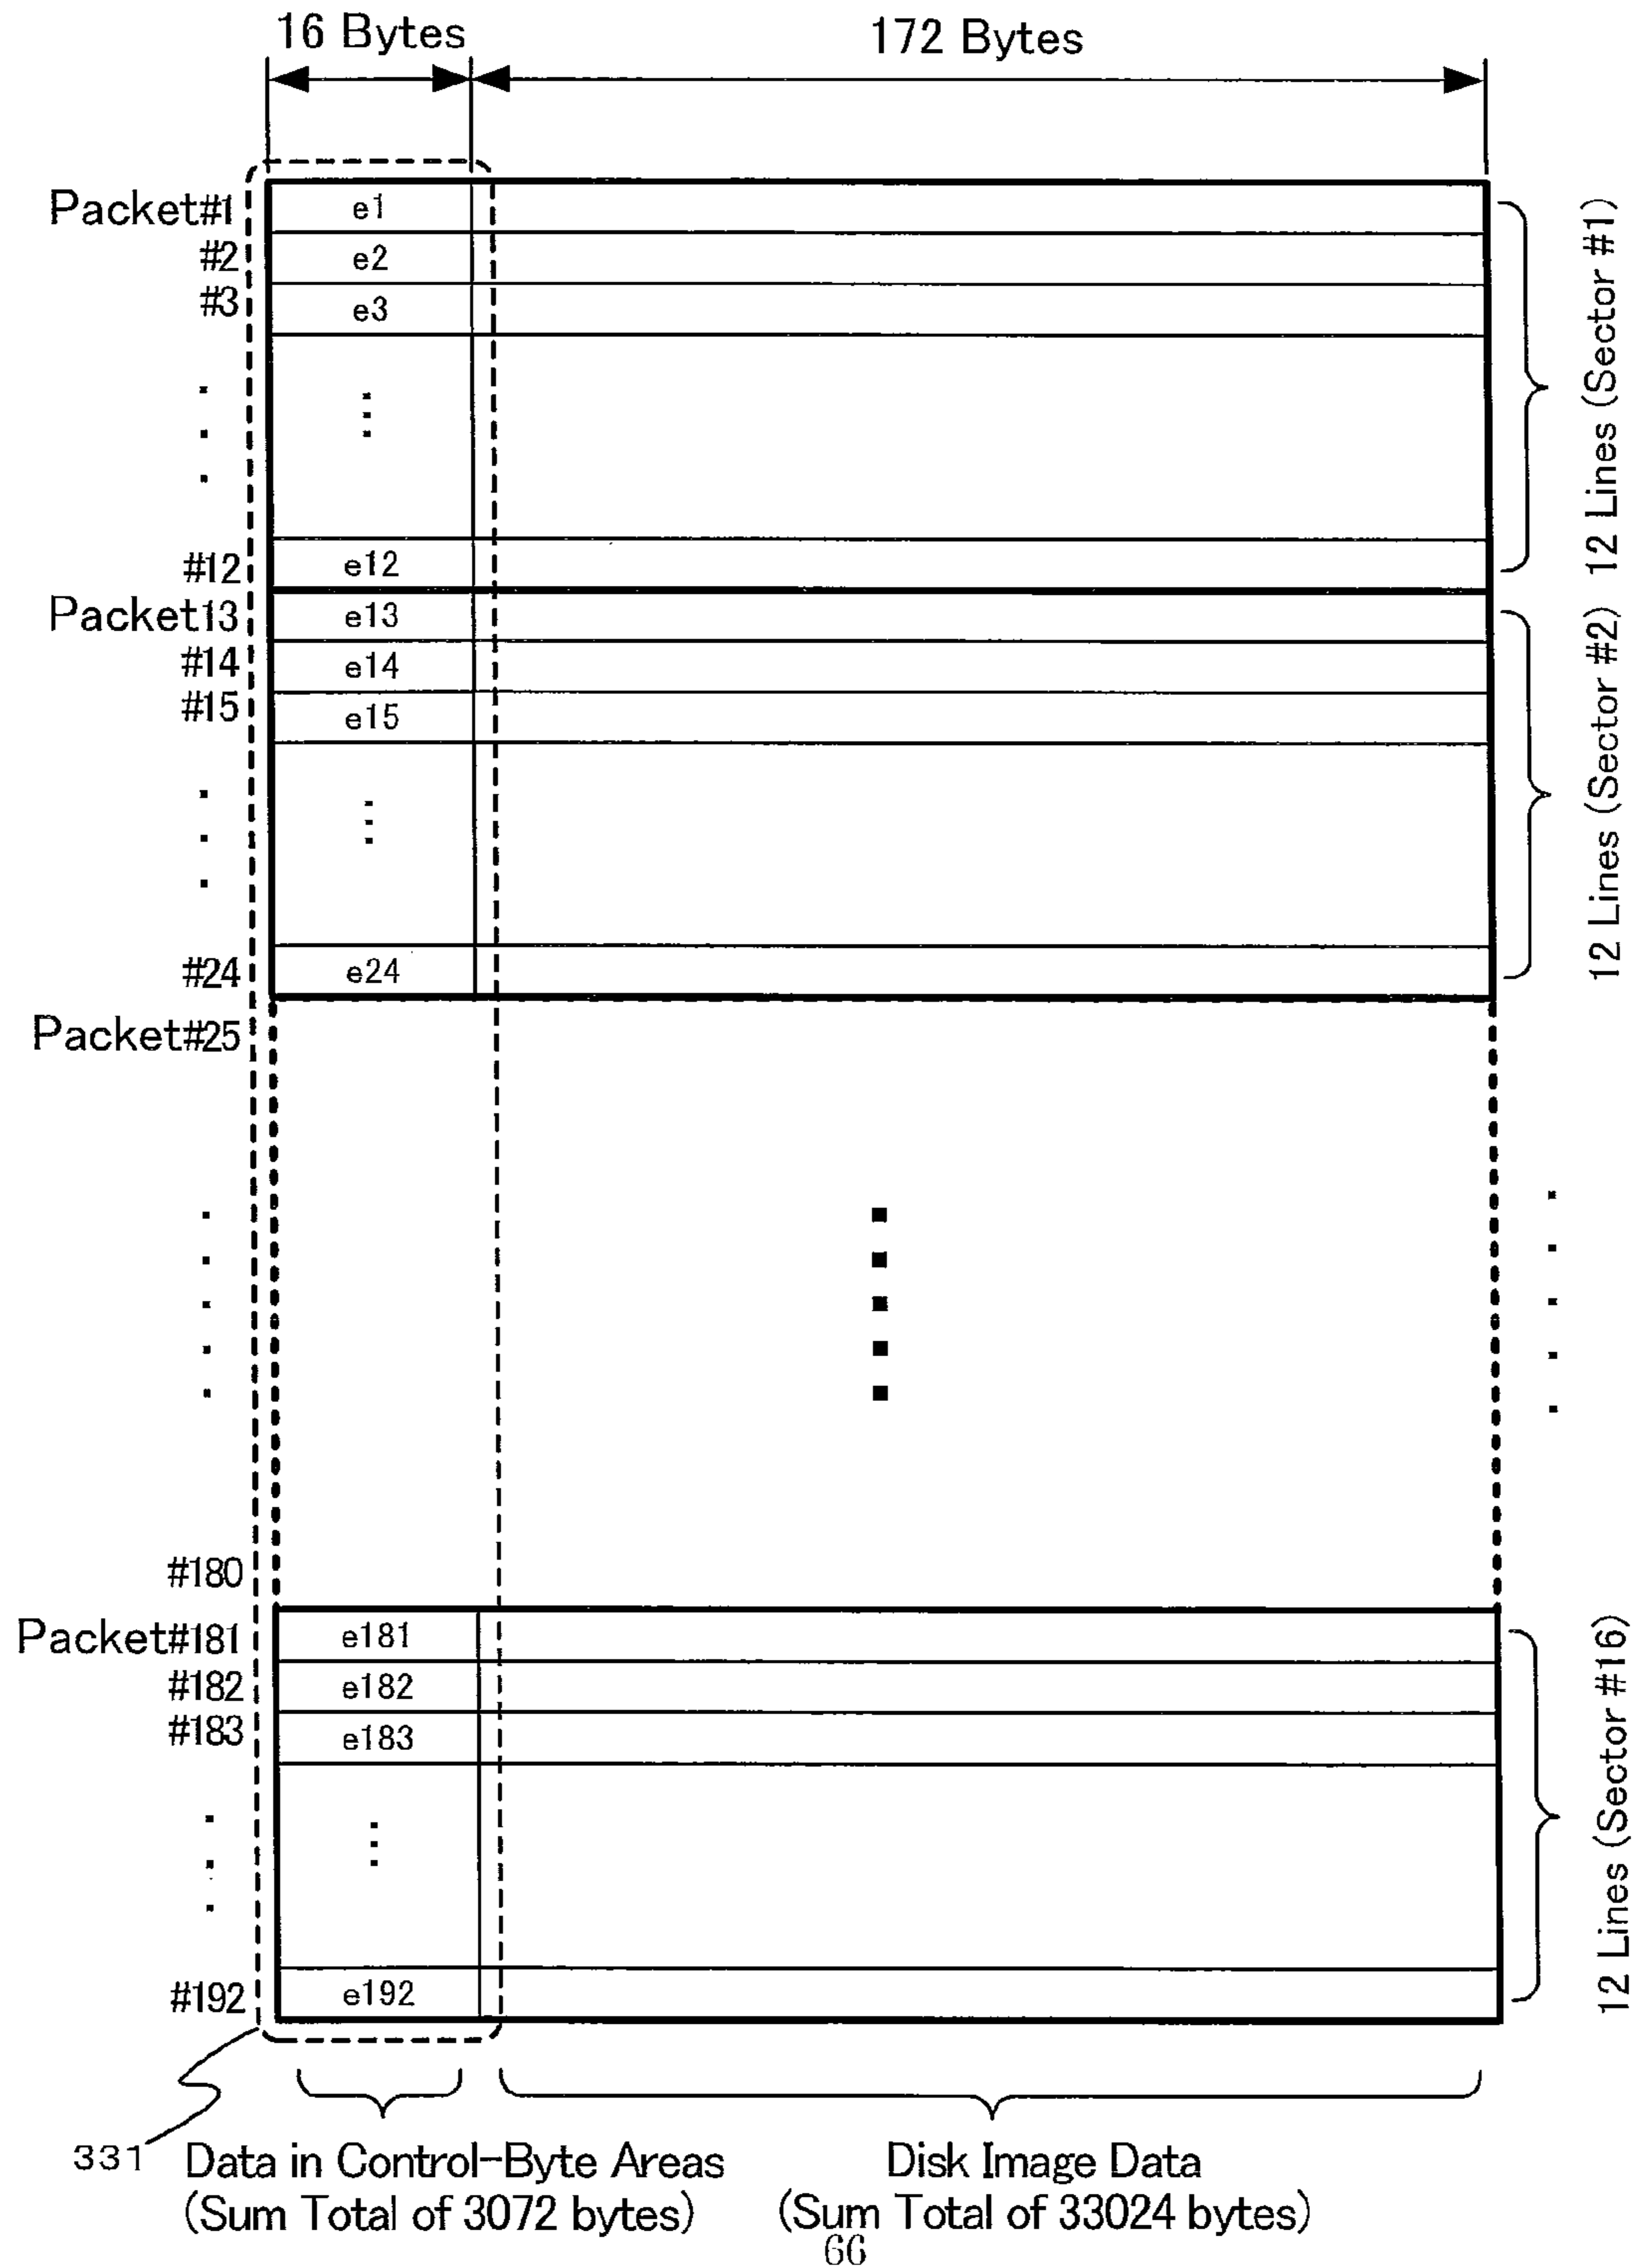 16 Bytes
172 Bytes
Packet#1
e1
#2
e2
#3
e3
#12
e12
12 Lines (Sector #1)
Packet13
e13
#14
e14
#15
e15
#24
e24
12 Lines (Sector #2)
Packet#25
#180
Packet#181
e181
#182
e182
#183
e183
#192
e192
12 Lines (Sector #16)
331
Data in Control-Byte Areas
(Sum Total of 3072 bytes)
Disk Image Data
(Sum Total of 33024 bytes)
66